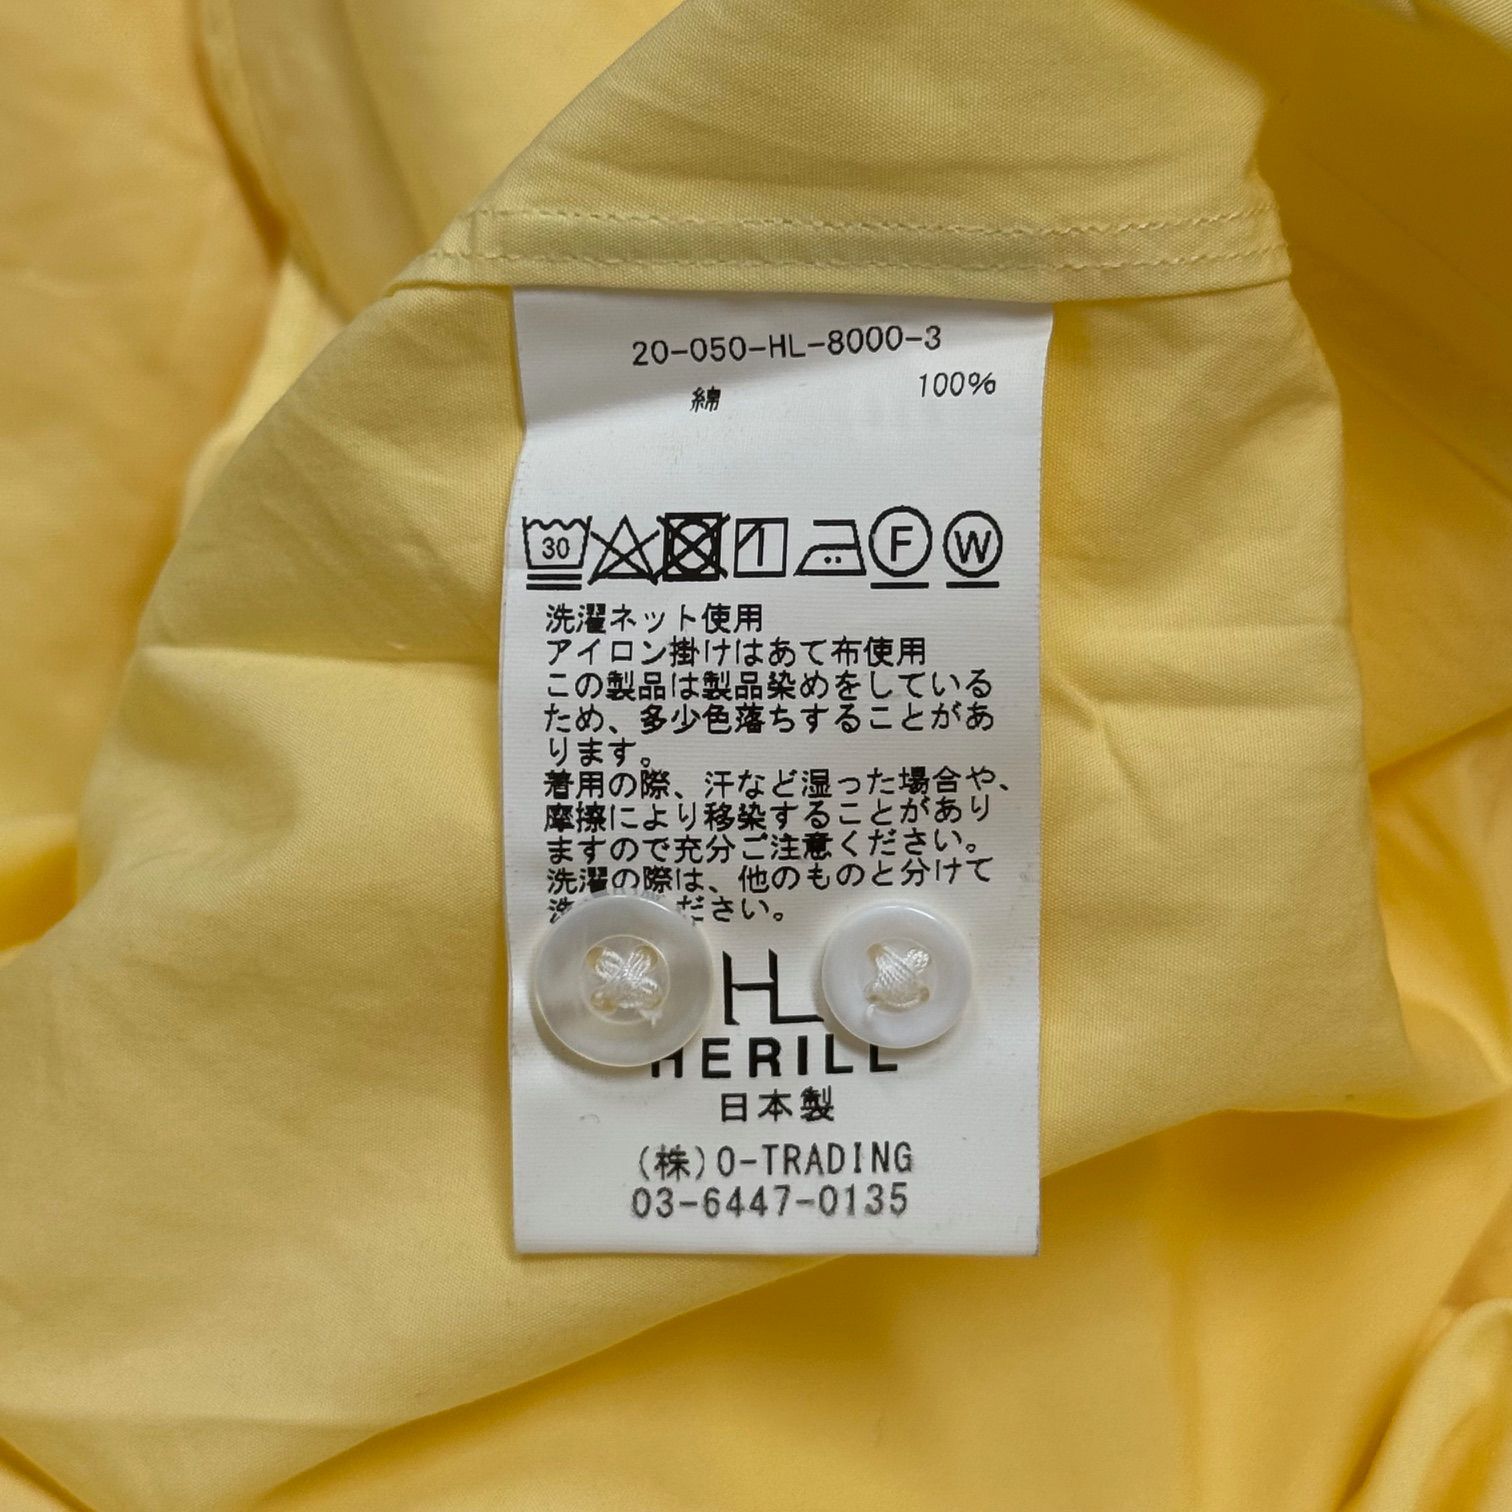 20-050-HL-8000-3
綿 100%
30
F W
洗濯ネット使用
アイロン掛けはあて布使用
この製品は製品染めをしている
ため、多少色落ちすることがあ
ります。
着用の際、汗など湿った場合や、
摩擦により移染することがあり
ますので充分ご注意ください。
洗濯の際は、他のものと分けて
ださい。
HL
HERILL
日本製
(株)O-TRADING
03-6447-0135